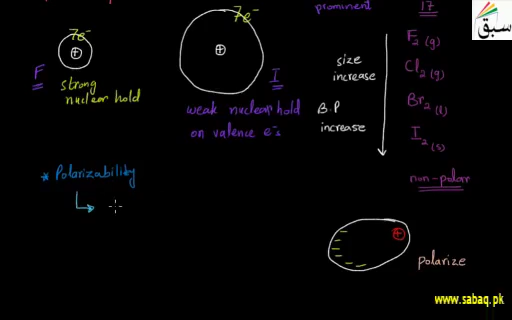 prominent
17
7e⁻
7e⁻
F₂ (g)
F
strong
nuclear hold
I
weak nuclear hold
on valence e⁻s
size
increase
B.P
increase
Cl₂ (g)
Br₂ (l)
I₂ (s)
* Polarizability
non-polar
polarize
سبق
www.sabaq.pk